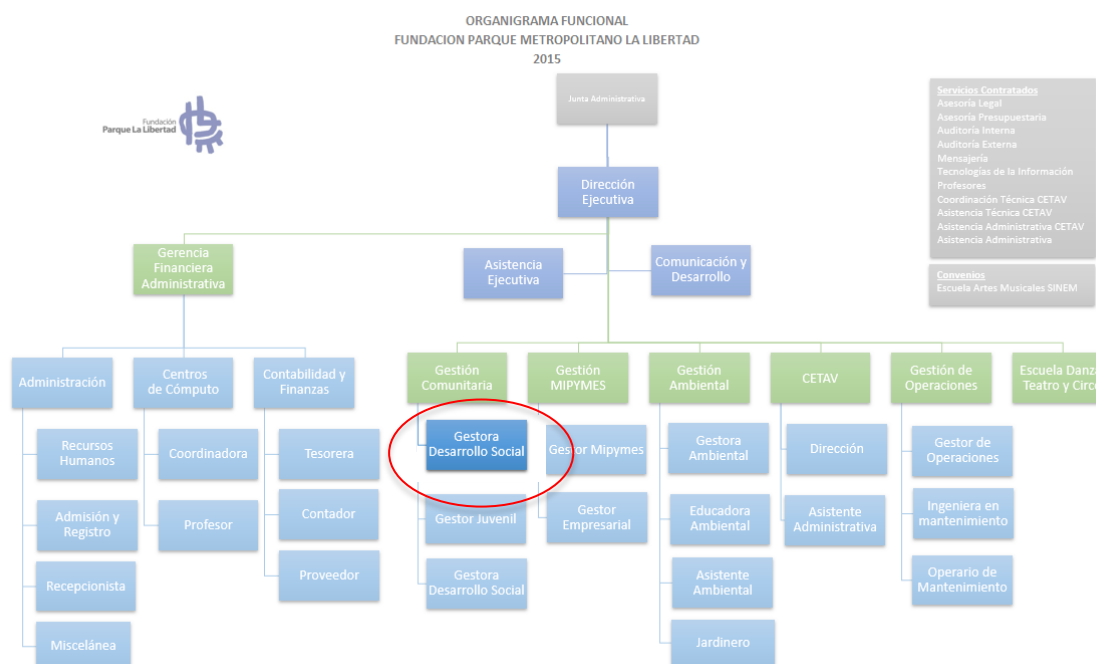 ORGANIGRAMA FUNCIONAL
FUNDACION PARQUE METROPOLITANO LA LIBERTAD
2015
Fundación
Parque La Libertad
Junta Administrativa
Servicios Contratados
Asesoría Legal
Asesoría Presupuestaria
Auditoría Interna
Auditoría Externa
Mensajería
Tecnologías de la Información
Profesores
Coordinación Técnica CETAV
Asistencia Técnica CETAV
Asistencia Administrativa CETAV
Asistencia Administrativa
Convenios
Escuela Artes Musicales SINEM
Dirección
Ejecutiva
Gerencia
Financiera
Administrativa
Asistencia
Ejecutiva
Comunicación y
Desarrollo
Administración
Centros
de Cómputo
Contabilidad y
Finanzas
Gestión
Comunitaria
Gestión
MIPYMES
Gestión
Ambiental
CETAV
Gestión
de Operaciones
Escuela Danza
Teatro y Circo
Recursos
Humanos
Admisión y
Registro
Recepcionista
Miscelánea
Coordinadora
Profesor
Tesorera
Contador
Proveedor
Gestora
Desarrollo Social
Gestor Juvenil
Gestora
Desarrollo Social
Gestor Mipymes
Gestor
Empresarial
Gestora
Ambiental
Educadora
Ambiental
Asistente
Ambiental
Jardinero
Dirección
Asistente
Administrativa
Gestor de
Operaciones
Ingeniera en
mantenimiento
Operario de
Mantenimiento